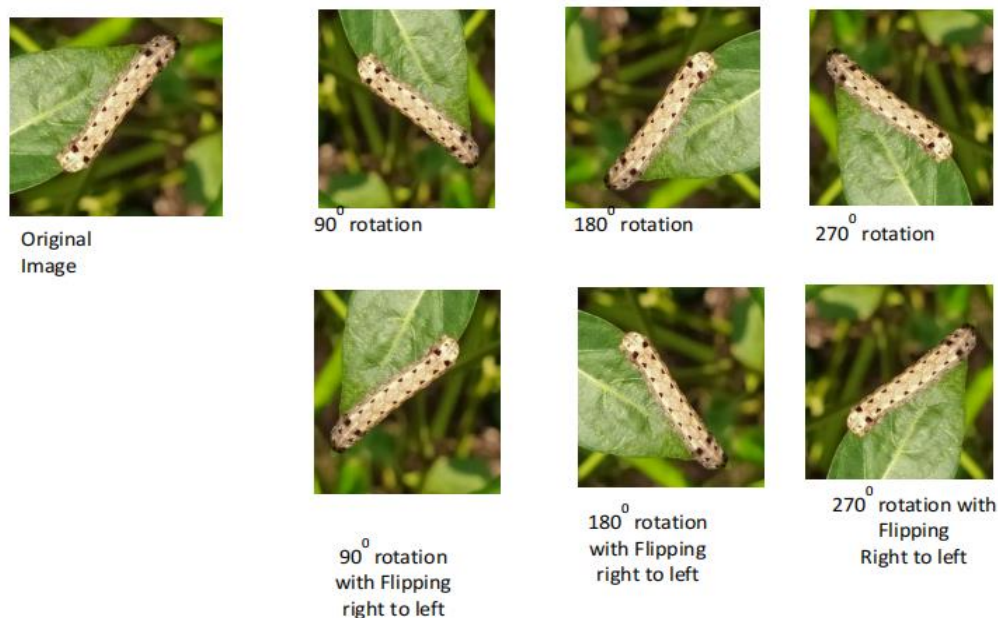 Original
Image
90⁰ rotation
180⁰ rotation
270⁰ rotation
90⁰ rotation
with Flipping
right to left
180⁰ rotation
with Flipping
right to left
270⁰ rotation with
Flipping
Right to left